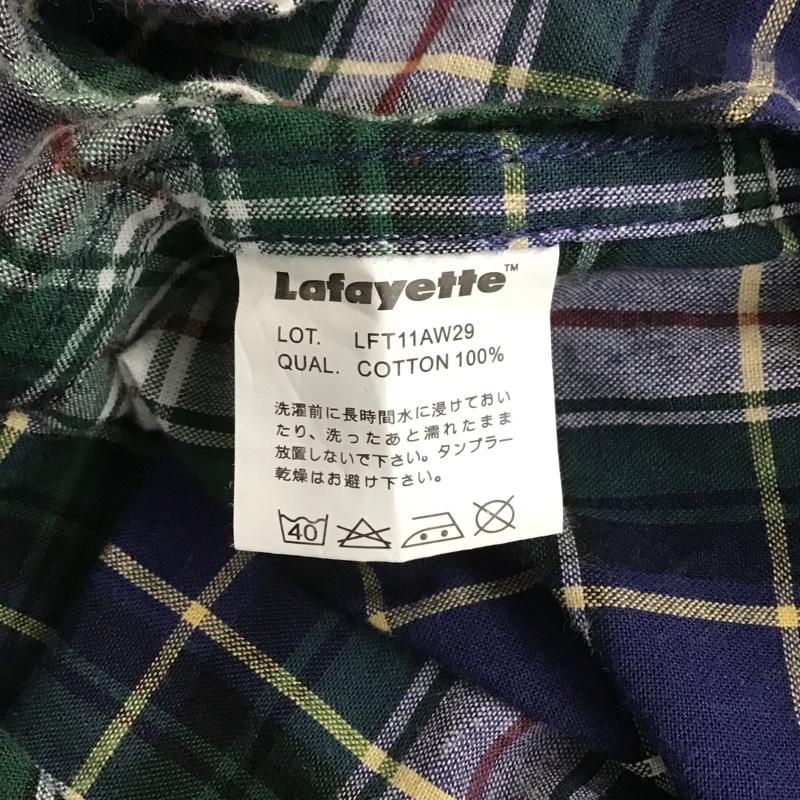 Lafayette™
LOT. LFT11AW29
QUAL. COTTON 100%
洗濯前に長時間水に浸けておい
たり、洗ったあと濡れたまま
放置しないで下さい。タンブラー
乾燥はお避け下さい。
40